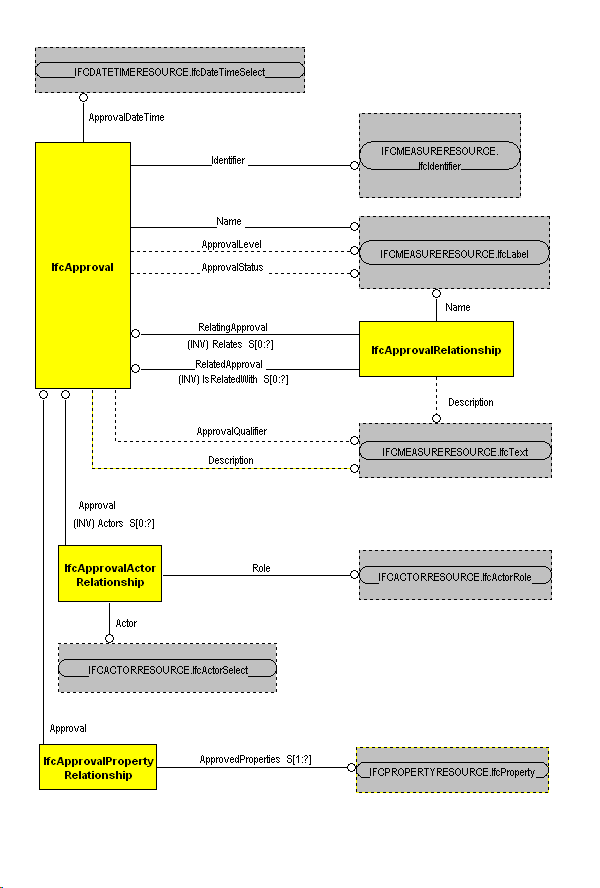 IFCDATETIMERESOURCE.IfcDateTimeSelect
ApprovalDateTime
Identifier
IFCMEASURERESOURCE.
IfcIdentifier
Name
ApprovalLevel
ApprovalStatus
IFCMEASURERESOURCE.IfcLabel
IfcApproval
Name
RelatingApproval
(INV) Relates S[0:?]
RelatedApproval
(INV) IsRelatedWith S[0:?]
IfcApprovalRelationship
Description
ApprovalQualifier
Description
IFCMEASURERESOURCE.IfcText
Approval
(INV) Actors S[0:?]
IfcApprovalActor
Relationship
Role
IFCACTORRESOURCE.IfcActorRole
Actor
IFCACTORRESOURCE.IfcActorSelect
Approval
IfcApprovalProperty
Relationship
ApprovedProperties S[1:?]
IFCPROPERTYRESOURCE.IfcProperty